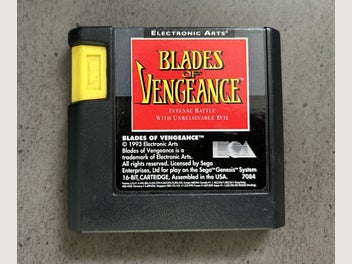 ELECTRONIC ARTS®
BLADES
OF
VENGEANCE
INTENSE BATTLE
WITH UNBELIEVABLE EVIL
BLADES OF VENGEANCE™
© 1993 Electronic Arts
Blades of Vengeance is a
trademark of Electronic Arts.
All rights reserved. Licensed by Sega
Enterprises, Ltd for play on the Sega™ Genesis™ System
16-BIT, CARTRIDGE, Assembled in the USA. 7084